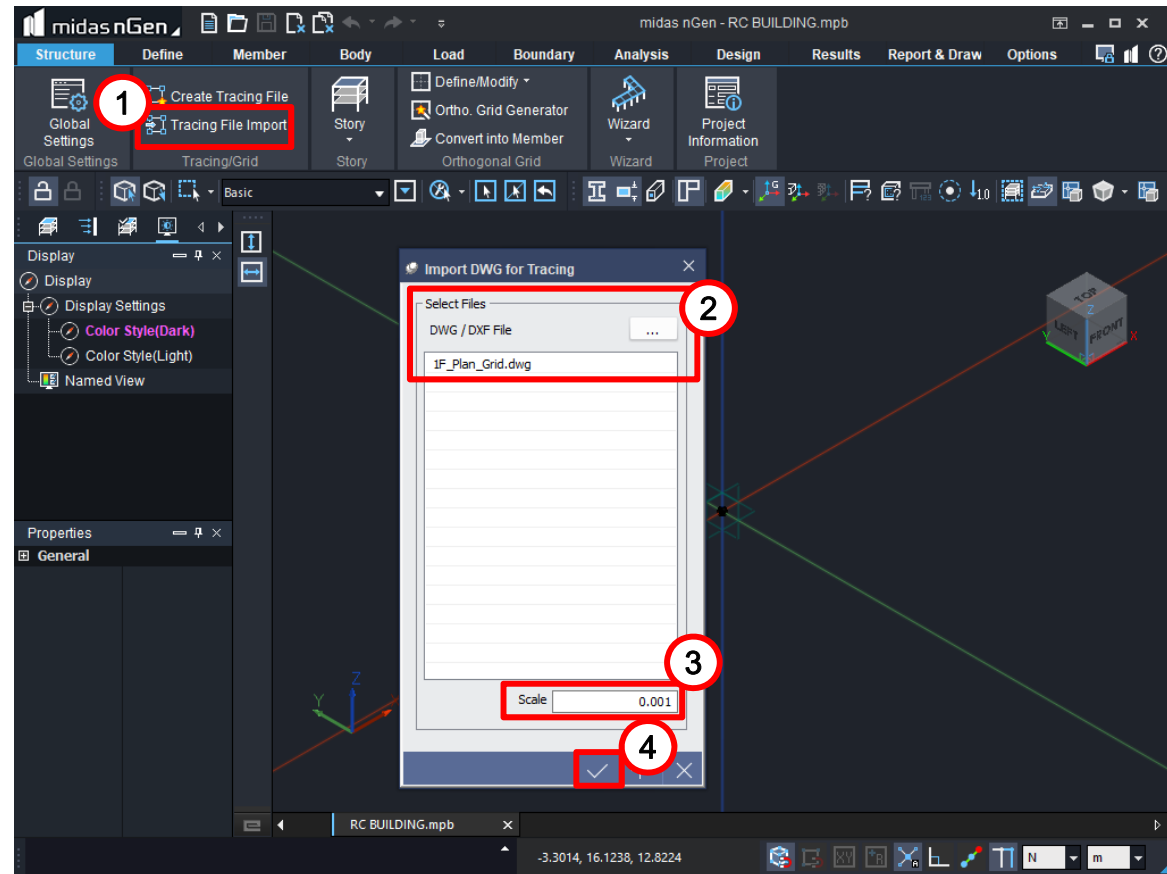 midas nGen
midas nGen - RC BUILDING.mpb
Structure Define Member Body Load Boundary Analysis Design Results Report & Draw Options
1
Global Settings
Create Tracing File
Tracing File Import
Story
Define/Modify
Ortho. Grid Generator
Convert into Member
Wizard
Project Information
Global Settings Tracing/Grid Story Orthogonal Grid Wizard Project
Basic
1.0
Display
Display
Display Settings
Color Style(Dark)
Color Style(Light)
Named View
Properties
General
Import DWG for Tracing
Select Files
2
DWG / DXF File
...
1F_Plan_Grid.dwg
3
Scale 0.001
4
TOP
LEFT
FRONT
Z
Y
X
Z
Y
RC BUILDING.mpb
-3.3014, 16.1238, 12.8224
N
m